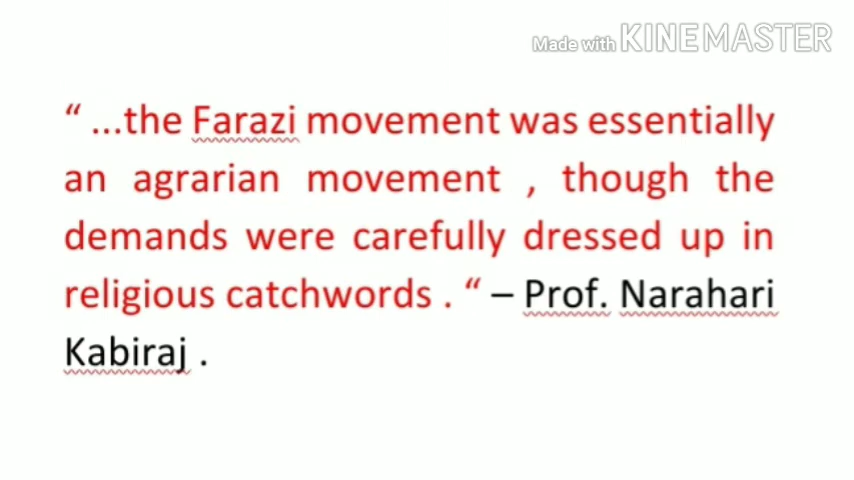 Made with KINEMASTER
“ ...the Farazi movement was essentially
an agrarian movement , though the
demands were carefully dressed up in
religious catchwords . “ – Prof. Narahari
Kabiraj .